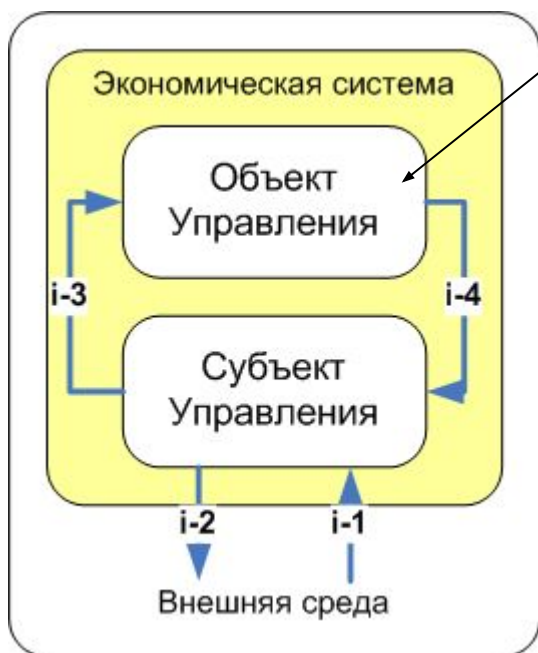 Экономическая система
Объект
Управления
i-3
i-4
Субъект
Управления
i-2
i-1
Внешняя среда